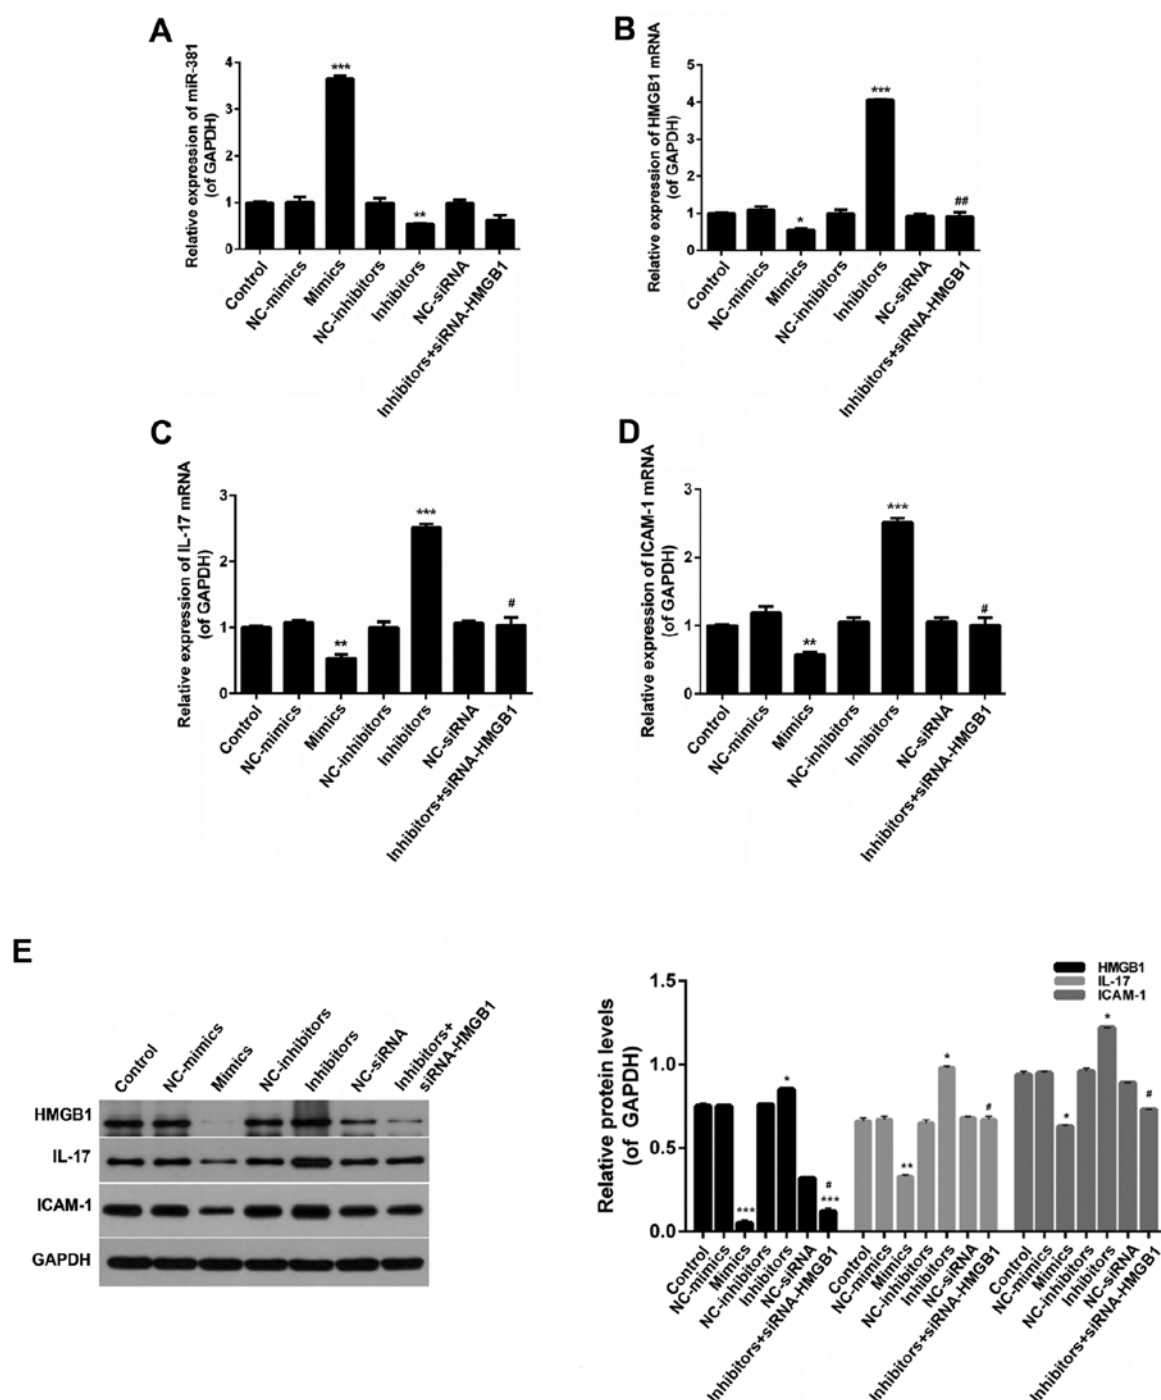 A
Relative expression of miR-381
(of GAPDH)
4
3
2
1
0
***
**
Control
NC-mimics
Mimics
NC-inhibitors
Inhibitors
NC-siRNA
Inhibitors+siRNA-HMGB1
B
Relative expression of HMGB1 mRNA
(of GAPDH)
5
4
3
2
1
0
*
***
##
Control
NC-mimics
Mimics
NC-inhibitors
Inhibitors
NC-siRNA
Inhibitors+siRNA-HMGB1
C
Relative expression of IL-17 mRNA
(of GAPDH)
3
2
1
0
**
***
#
Control
NC-mimics
Mimics
NC-inhibitors
Inhibitors
NC-siRNA
Inhibitors+siRNA-HMGB1
D
Relative expression of ICAM-1 mRNA
(of GAPDH)
3
2
1
0
**
***
#
Control
NC-mimics
Mimics
NC-inhibitors
Inhibitors
NC-siRNA
Inhibitors+siRNA-HMGB1
E
Control
NC-mimics
Mimics
NC-inhibitors
Inhibitors
NC-siRNA
Inhibitors+
siRNA-HMGB1
HMGB1
IL-17
ICAM-1
GAPDH
Relative protein levels
(of GAPDH)
1.5
1.0
0.5
0.0
HMGB1
IL-17
ICAM-1
***
*
#
***
**
*
#
*
*
#
Control
NC-mimics
Mimics
NC-inhibitors
Inhibitors
NC-siRNA
Inhibitors+siRNA-HMGB1
Control
NC-mimics
Mimics
NC-inhibitors
Inhibitors
NC-siRNA
Inhibitors+siRNA-HMGB1
Control
NC-mimics
Mimics
NC-inhibitors
Inhibitors
NC-siRNA
Inhibitors+siRNA-HMGB1